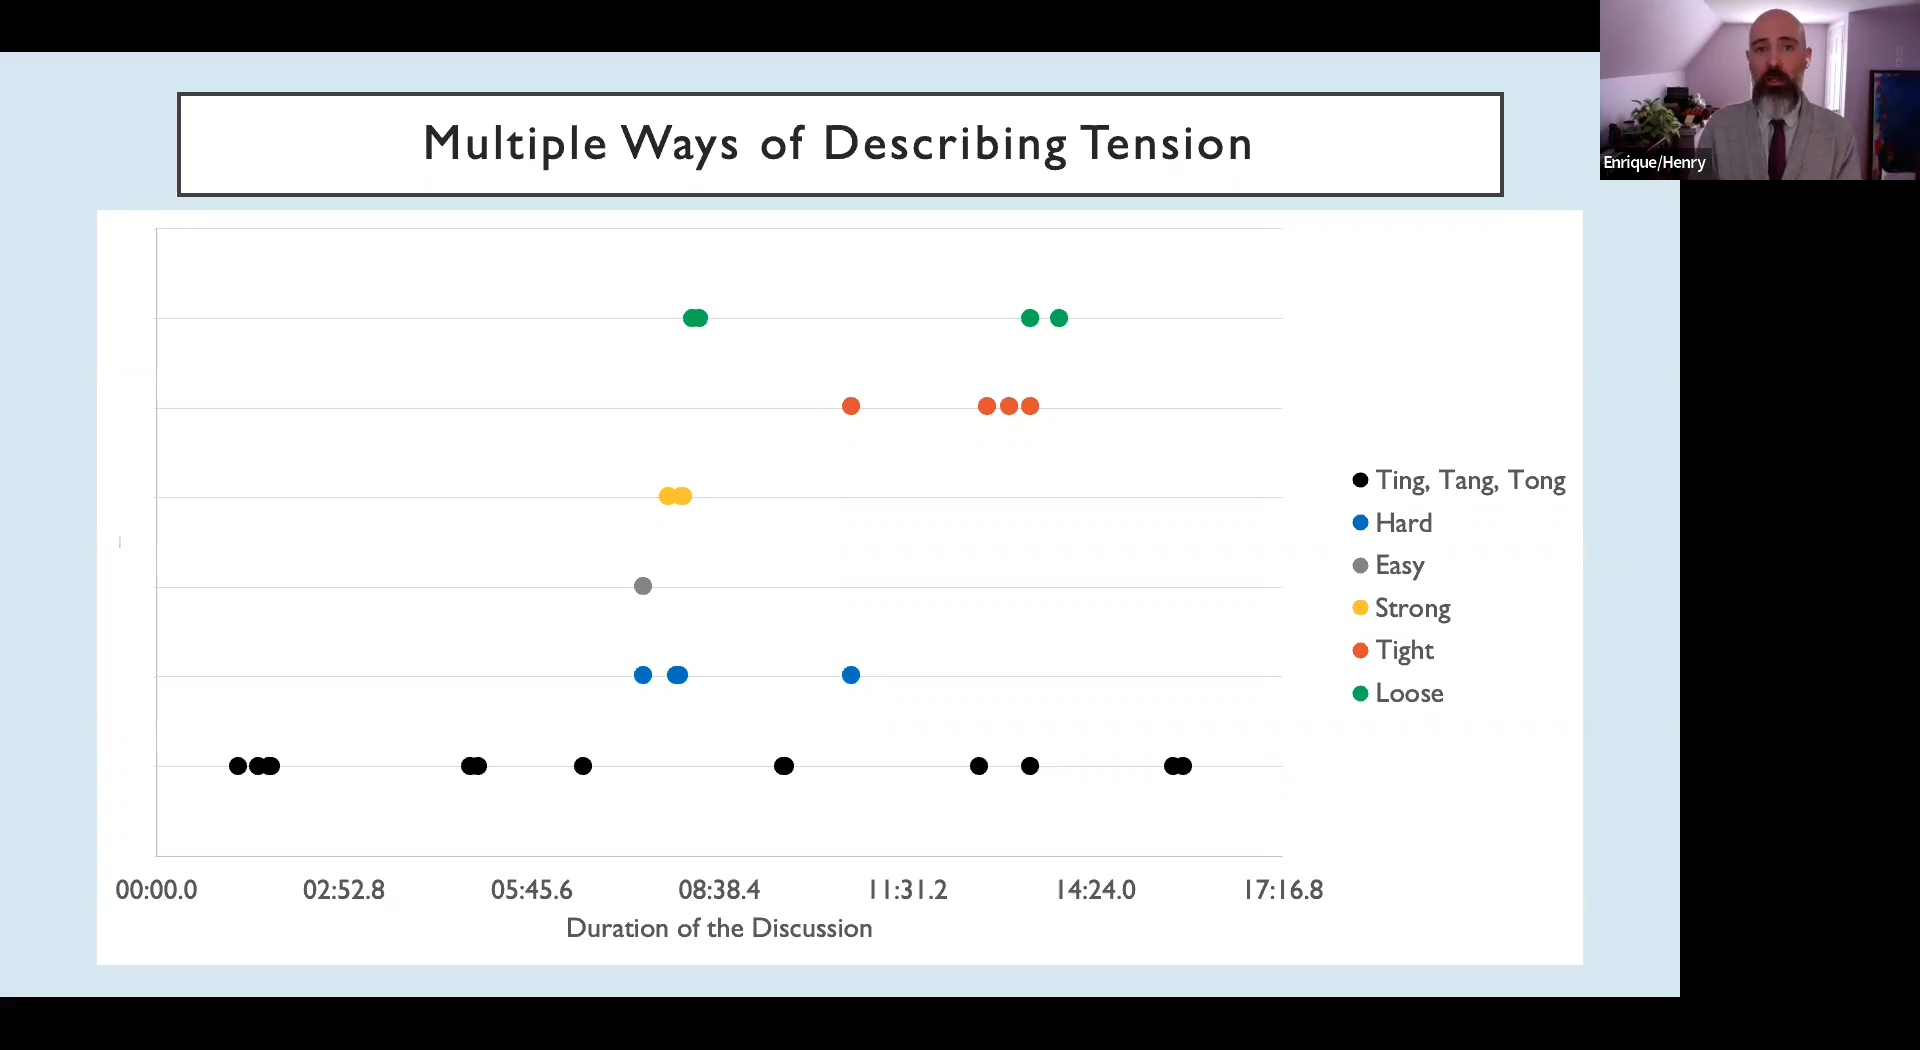 Multiple Ways of Describing Tension
Enrique/Henry
Ting, Tang, Tong
Hard
Easy
Strong
Tight
Loose
00:00.0 02:52.8 05:45.6 08:38.4 11:31.2 14:24.0 17:16.8
Duration of the Discussion